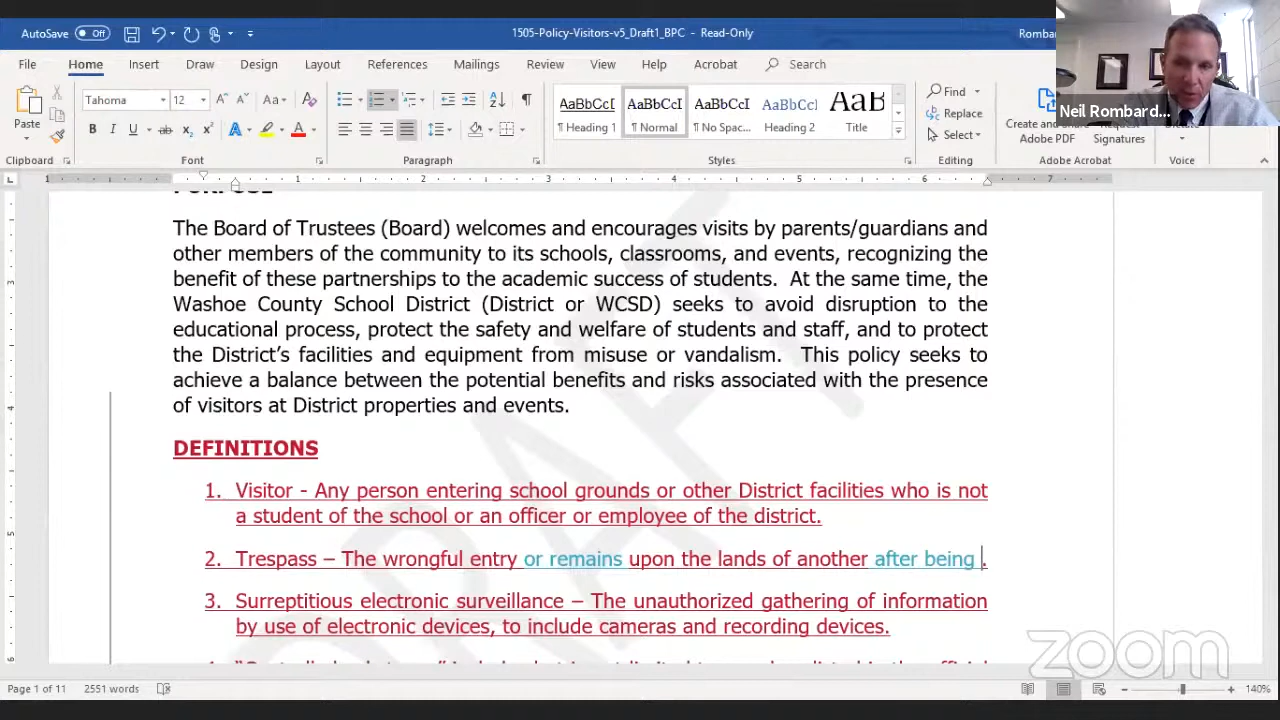 AutoSave Off 1505-Policy-Visitors-v5_Draft1_BPC - Read-Only
File Home Insert Draw Design Layout References Mailings Review View Help Acrobat Search
Neil Rombard...
Paste Tahoma 12 AaBbCcI AaBbCcI AaBbCcI AaBbCcI AaB Find
¶ Heading 1 ¶ Normal ¶ No Spac... Heading 2 Title Replace
Select
Create and Share Adobe PDF
Signatures
Clipboard Font Paragraph Styles Editing Adobe Acrobat Voice
The Board of Trustees (Board) welcomes and encourages visits by parents/guardians and
other members of the community to its schools, classrooms, and events, recognizing the
benefit of these partnerships to the academic success of students. At the same time, the
Washoe County School District (District or WCSD) seeks to avoid disruption to the
educational process, protect the safety and welfare of students and staff, and to protect
the District's facilities and equipment from misuse or vandalism. This policy seeks to
achieve a balance between the potential benefits and risks associated with the presence
of visitors at District properties and events.
DEFINITIONS
1. Visitor - Any person entering school grounds or other District facilities who is not
a student of the school or an officer or employee of the district.
2. Trespass – The wrongful entry or remains upon the lands of another after being .
3. Surreptitious electronic surveillance – The unauthorized gathering of information
by use of electronic devices, to include cameras and recording devices.
DRAFT
zoom
Page 1 of 11 2551 words 140%